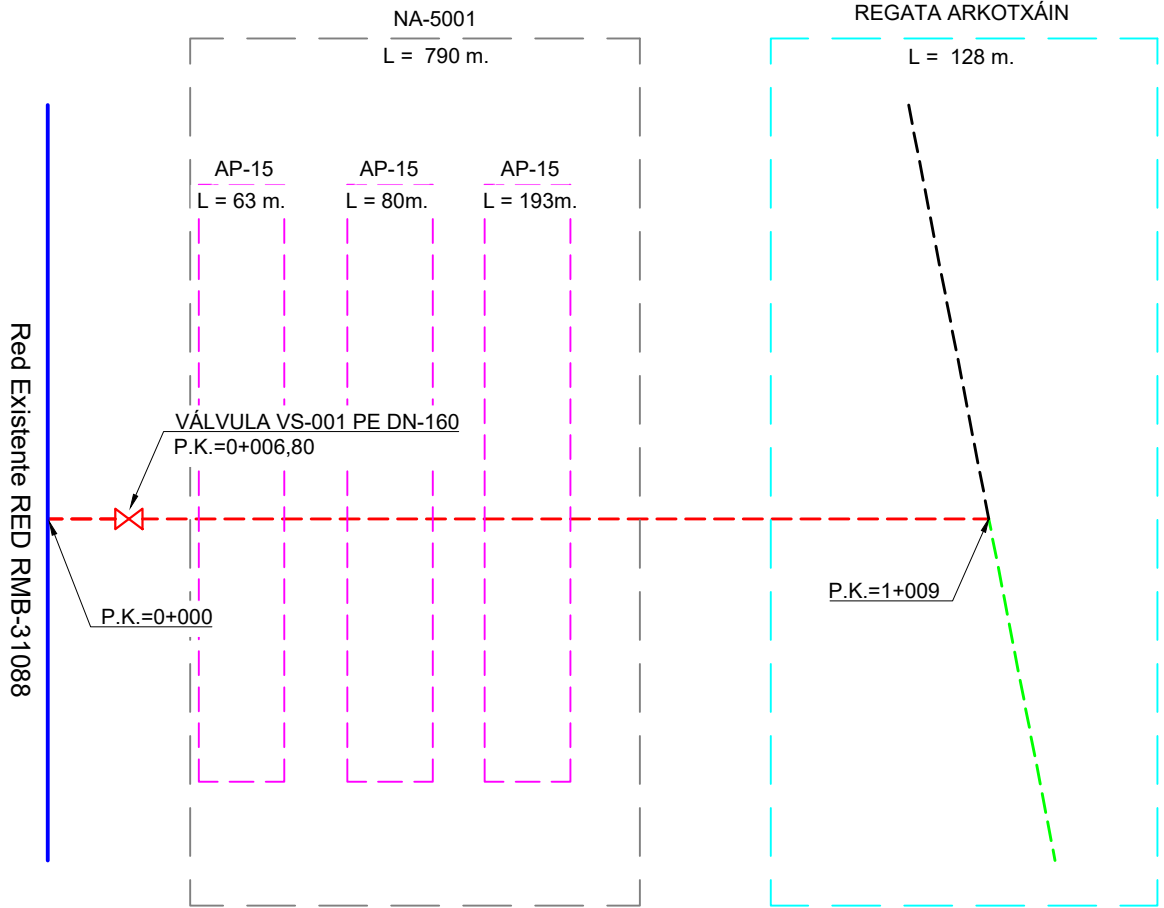 NA-5001
L = 790 m.
REGATA ARKOTXÁIN
L = 128 m.
AP-15
L = 63 m.
AP-15
L = 80m.
AP-15
L = 193m.
Red Existente RED RMB-31088
VÁLVULA VS-001 PE DN-160
P.K.=0+006,80
P.K.=0+000
P.K.=1+009